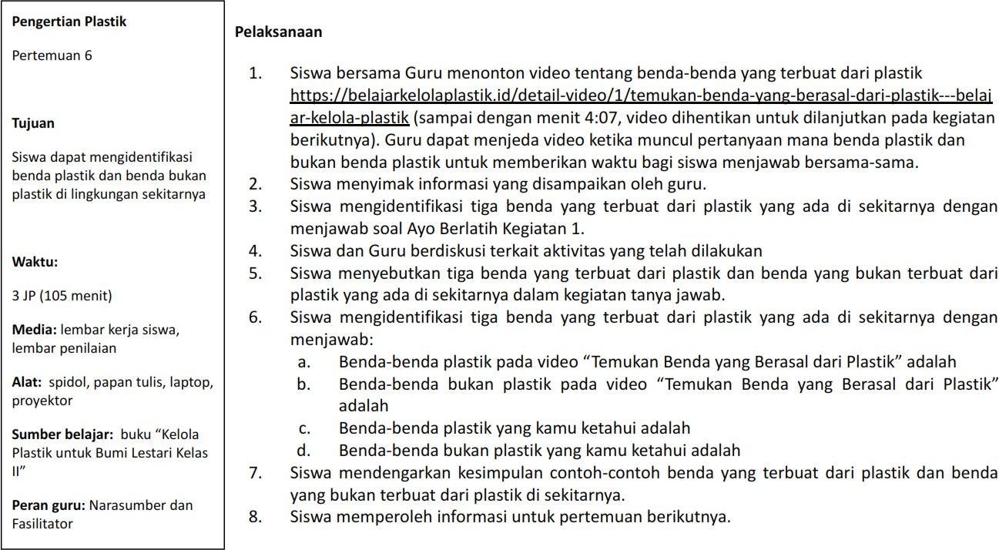 Pengertian Plastik
Pertemuan 6
Tujuan
Siswa dapat mengidentifikasi
benda plastik dan benda bukan
plastik di lingkungan sekitarnya
Waktu:
3 JP (105 menit)
Media: lembar kerja siswa,
lembar penilaian
Alat:  spidol, papan tulis, laptop,
proyektor
Sumber belajar:  buku “Kelola
Plastik untuk Bumi Lestari Kelas
II”
Peran guru: Narasumber dan
Fasilitator
Pelaksanaan
1. Siswa bersama Guru menonton video tentang benda-benda yang terbuat dari plastik
https://belajarkelolaplastik.id/detail-video/1/temukan-benda-yang-berasal-dari-plastik---belaj
ar-kelola-plastik (sampai dengan menit 4:07, video dihentikan untuk dilanjutkan pada kegiatan
berikutnya). Guru dapat menjeda video ketika muncul pertanyaan mana benda plastik dan
bukan benda plastik untuk memberikan waktu bagi siswa menjawab bersama-sama.
2. Siswa menyimak informasi yang disampaikan oleh guru.
3. Siswa mengidentifikasi tiga benda yang terbuat dari plastik yang ada di sekitarnya dengan
menjawab soal Ayo Berlatih Kegiatan 1.
4. Siswa dan Guru berdiskusi terkait aktivitas yang telah dilakukan
5. Siswa menyebutkan tiga benda yang terbuat dari plastik dan benda yang bukan terbuat dari
plastik yang ada di sekitarnya dalam kegiatan tanya jawab.
6. Siswa mengidentifikasi tiga benda yang terbuat dari plastik yang ada di sekitarnya dengan
menjawab:
a. Benda-benda plastik pada video “Temukan Benda yang Berasal dari Plastik” adalah
b. Benda-benda bukan plastik pada video “Temukan Benda yang Berasal dari Plastik”
adalah
c. Benda-benda plastik yang kamu ketahui adalah
d. Benda-benda bukan plastik yang kamu ketahui adalah
7. Siswa mendengarkan kesimpulan contoh-contoh benda yang terbuat dari plastik dan benda
yang bukan terbuat dari plastik di sekitarnya.
8. Siswa memperoleh informasi untuk pertemuan berikutnya.